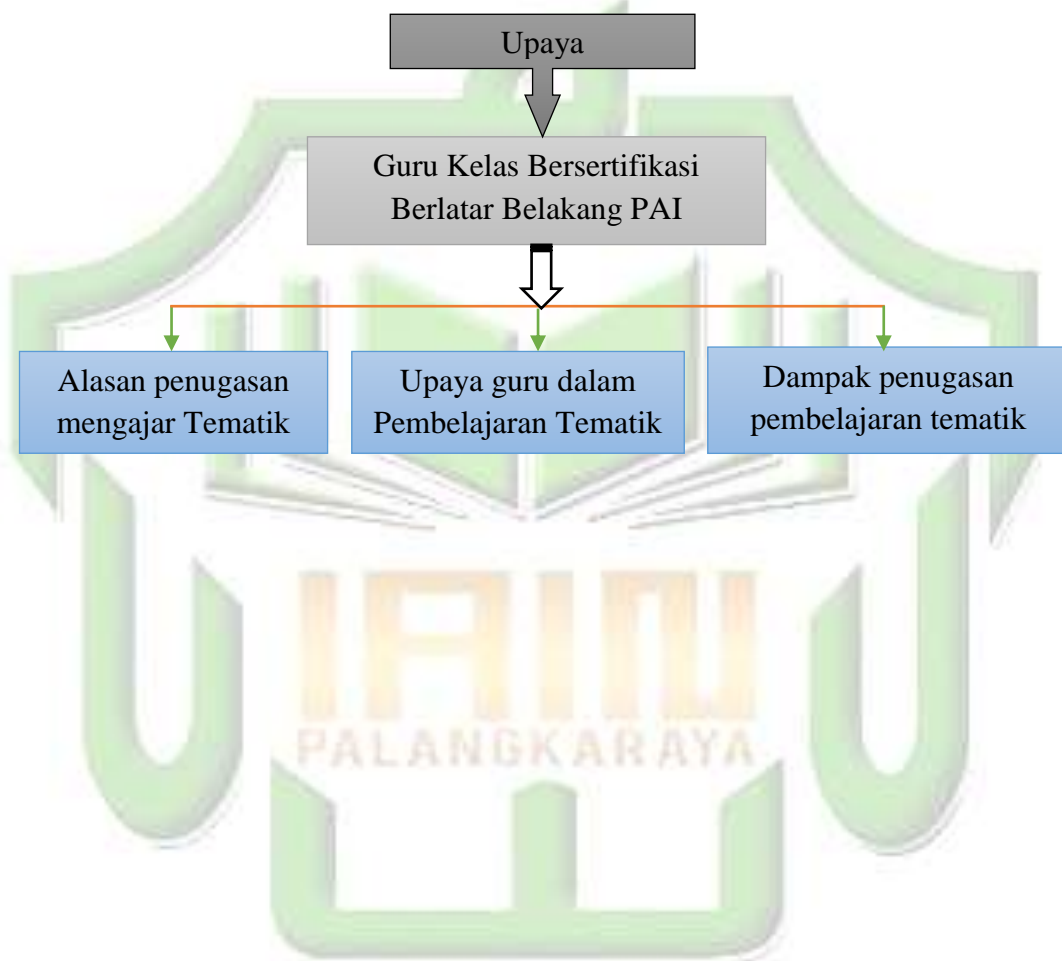 Upaya
Guru Kelas Bersertifikasi
Berlatar Belakang PAI
Alasan penugasan
mengajar Tematik
Upaya guru dalam
Pembelajaran Tematik
Dampak penugasan
pembelajaran tematik
IAIN
PALANGKARAYA